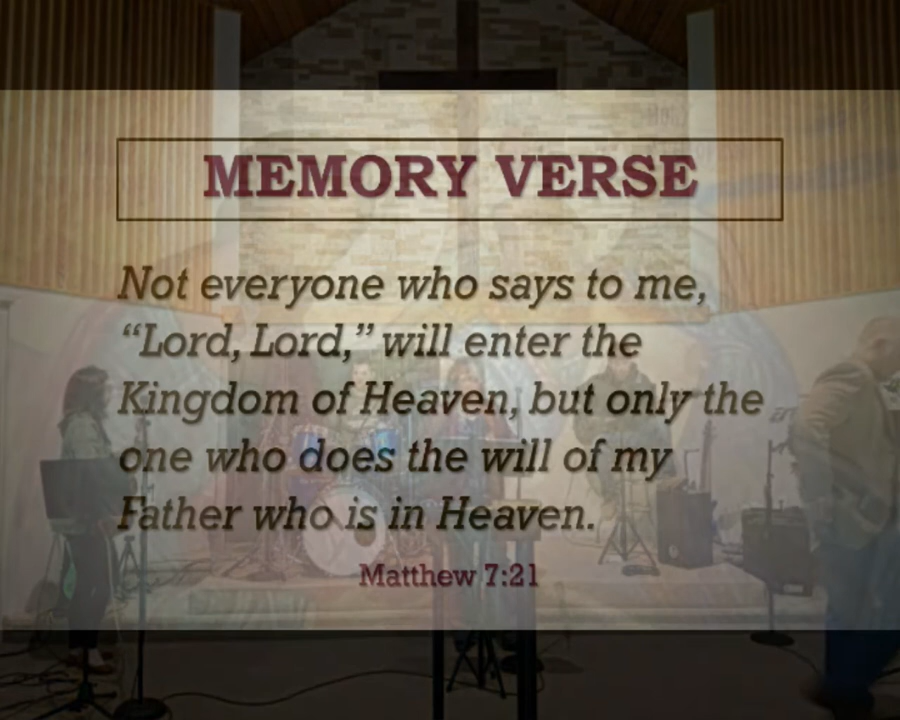 MEMORY VERSE
Not everyone who says to me,
“Lord, Lord,” will enter the
Kingdom of Heaven, but only the
one who does the will of my
Father who is in Heaven.
Matthew 7:21